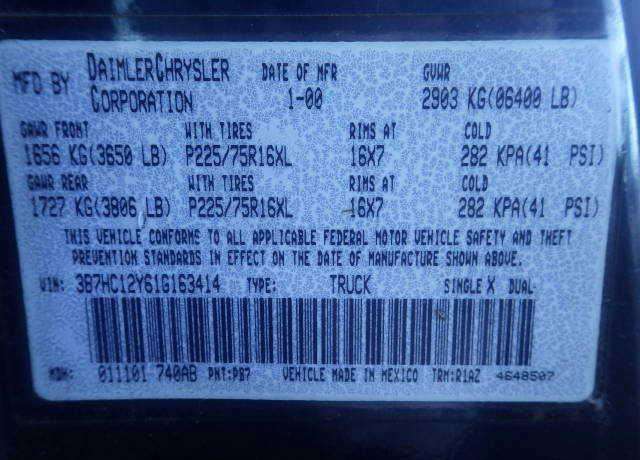 MFD BY DAIMLERCHRYSLER CORPORATION DATE OF MFR 1-00 GVWR 2903 KG(06400 LB)
GAWR FRONT WITH TIRES RIMS AT COLD
1656 KG(3650 LB) P225/75R16XL 16X7 282 KPA(41 PSI)
GAWR REAR WITH TIRES RIMS AT COLD
1727 KG(3806 LB) P225/75R16XL 16X7 282 KPA(41 PSI)
THIS VEHICLE CONFORMS TO ALL APPLICABLE FEDERAL MOTOR VEHICLE SAFETY AND THEFT
PREVENTION STANDARDS IN EFFECT ON THE DATE OF MANUFACTURE SHOWN ABOVE.
VIN: 3B7HC12Y61G163414 TYPE: TRUCK SINGLE X DUAL-
MDH: 011101 740AB PNT:PB7 VEHICLE MADE IN MEXICO TRM:R1AZ 4648507